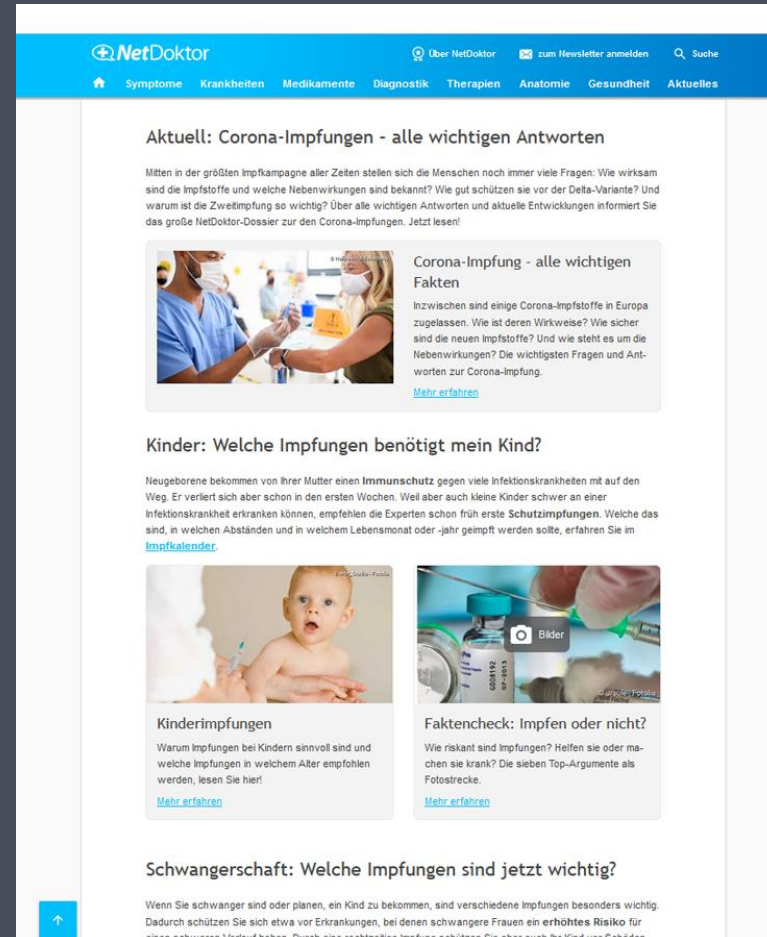 NetDoktor
Über NetDoktor zum Newsletter anmelden Suche
Symptome Krankheiten Medikamente Diagnostik Therapien Anatomie Gesundheit Aktuelles
Aktuell: Corona-Impfungen - alle wichtigen Antworten
Mitten in der größten Impfkampagne aller Zeiten stellen sich die Menschen noch immer viele Fragen: Wie wirksam
sind die Impfstoffe und welche Nebenwirkungen sind bekannt? Wie gut schützen sie vor der Delta-Variante? Und
warum ist die Zweitimpfung so wichtig? Über alle wichtigen Antworten und aktuelle Entwicklungen informiert Sie
das große NetDoktor-Dossier zur den Corona-Impfungen. Jetzt lesen!
Corona-Impfung - alle wichtigen
Fakten
Inzwischen sind einige Corona-Impfstoffe in Europa
zugelassen. Wie ist deren Wirkweise? Wie sicher
sind die neuen Impfstoffe? Und wie steht es um die
Nebenwirkungen? Die wichtigsten Fragen und Ant-
worten zur Corona-Impfung.
Mehr erfahren
Kinder: Welche Impfungen benötigt mein Kind?
Neugeborene bekommen von Ihrer Mutter einen Immunschutz gegen viele Infektionskrankheiten mit auf den
Weg. Er verliert sich aber schon in den ersten Wochen. Weil aber auch kleine Kinder schwer an einer
Infektionskrankheit erkranken können, empfehlen die Experten schon früh erste Schutzimpfungen. Welche das
sind, in welchen Abständen und in welchem Lebensmonat oder -jahr geimpft werden sollte, erfahren Sie im
Impfkalender.
Kinderimpfungen
Warum Impfungen bei Kindern sinnvoll sind und
welche Impfungen in welchem Alter empfohlen
werden, lesen Sie hier!
Mehr erfahren
Bilder
G008192
GP-2013
Fotolia
Faktencheck: Impfen oder nicht?
Wie riskant sind Impfungen? Helfen sie oder ma-
chen sie krank? Die sieben Top-Argumente als
Fotostrecke.
Mehr erfahren
Schwangerschaft: Welche Impfungen sind jetzt wichtig?
Wenn Sie schwanger sind oder planen, ein Kind zu bekommen, sind verschiedene Impfungen besonders wichtig.
Dadurch schützen Sie sich etwa vor Erkrankungen, bei denen schwangere Frauen ein erhöhtes Risiko für